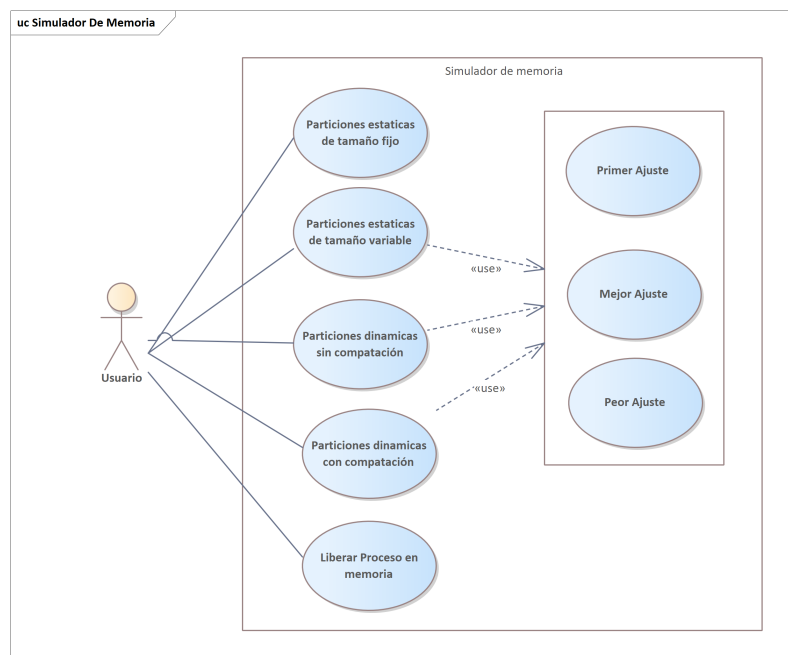 uc Simulador De Memoria
Simulador de memoria
Particiones estaticas
de tamaño fijo
Primer Ajuste
Particiones estaticas
de tamaño variable
«use»
Mejor Ajuste
Particiones dinamicas
sin compatación
«use»
Usuario
«use»
Peor Ajuste
Particiones dinamicas
con compatación
Liberar Proceso en
memoria